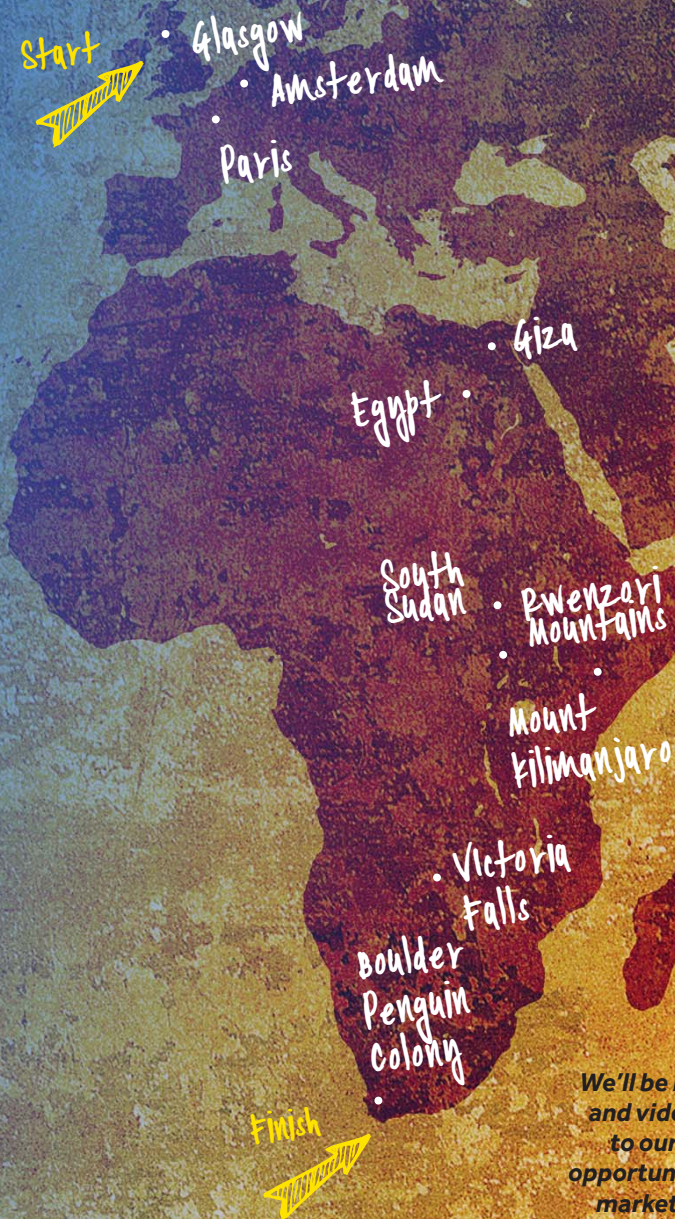 Start
Glasgow
Amsterdam
Paris
Giza
Egypt
South
Sudan
Rwenzori
Mountains
Mount
Kilimanjaro
Victoria
Falls
Boulder
Penguin
Colony
Finish
We'll be
and vid
to our
opportun
market